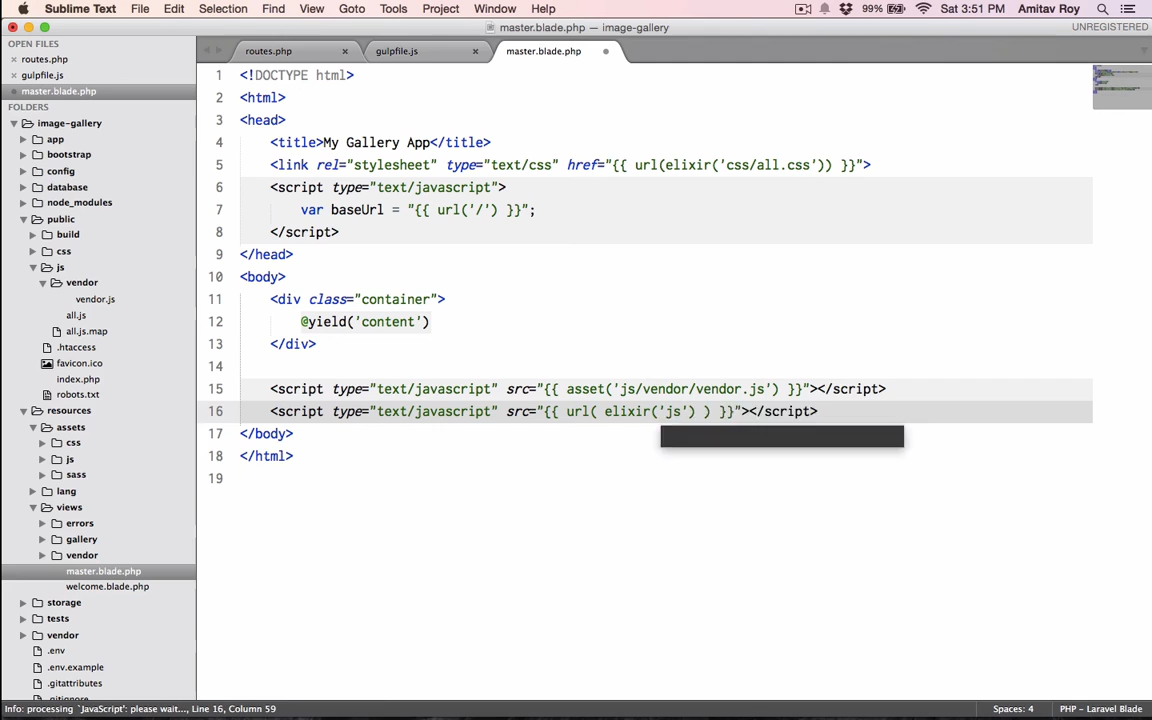 Sublime Text File Edit Selection Find View Goto Tools Project Window Help 99% Sat 3:51 PM Amitav Roy
master.blade.php — image-gallery UNREGISTERED
OPEN FILES
× routes.php
× gulpfile.js
master.blade.php
FOLDERS
image-gallery
app
bootstrap
config
database
node_modules
public
build
css
js
vendor
vendor.js
all.js
all.js.map
.htaccess
favicon.ico
index.php
robots.txt
resources
assets
css
js
sass
lang
views
errors
gallery
vendor
master.blade.php
welcome.blade.php
storage
tests
vendor
.env
.env.example
.gitattributes
.gitignore
routes.php × gulpfile.js × master.blade.php
1 <!DOCTYPE html>
2 <html>
3 <head>
4 <title>My Gallery App</title>
5 <link rel="stylesheet" type="text/css" href="{{ url(elixir('css/all.css')) }}">
6 <script type="text/javascript">
7 var baseUrl = "{{ url('/') }}";
8 </script>
9 </head>
10 <body>
11 <div class="container">
12 @yield('content')
13 </div>
14
15 <script type="text/javascript" src="{{ asset('js/vendor/vendor.js') }}"></script>
16 <script type="text/javascript" src="{{ url( elixir('js') ) }}"></script>
17 </body>
18 </html>
19
Info: processing `JavaScript': please wait..., Line 16, Column 59 Spaces: 4 PHP - Laravel Blade